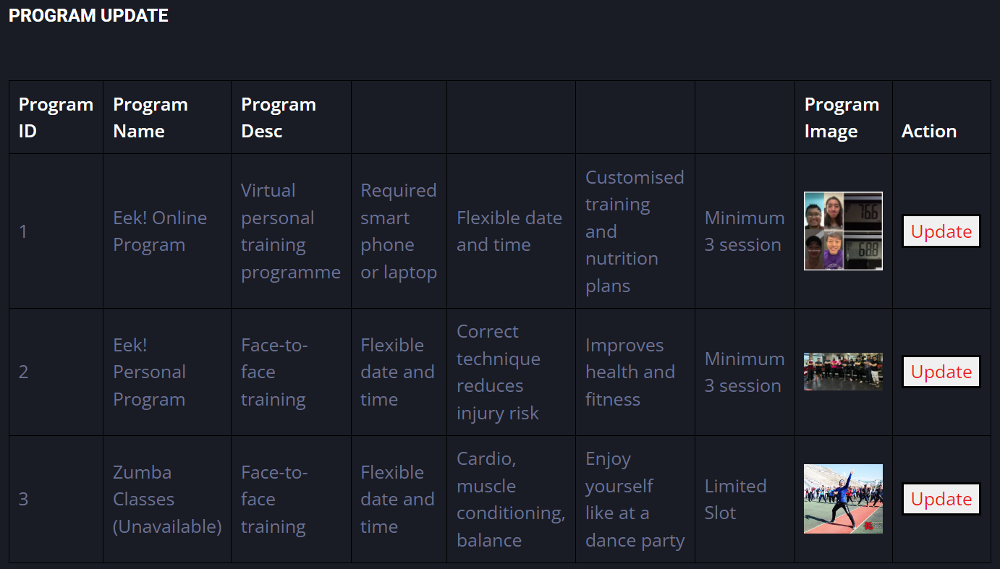 PROGRAM UPDATE
Program ID
Program Name
Program Desc
Program Image
Action
1
Eek! Online Program
Virtual personal training programme
Required smart phone or laptop
Flexible date and time
Customised training and nutrition plans
Minimum 3 session
76.6
68.8
Update
2
Eek! Personal Program
Face-to-face training
Flexible date and time
Correct technique reduces injury risk
Improves health and fitness
Minimum 3 session
Update
3
Zumba Classes (Unavailable)
Face-to-face training
Flexible date and time
Cardio, muscle conditioning, balance
Enjoy yourself like at a dance party
Limited Slot
Update